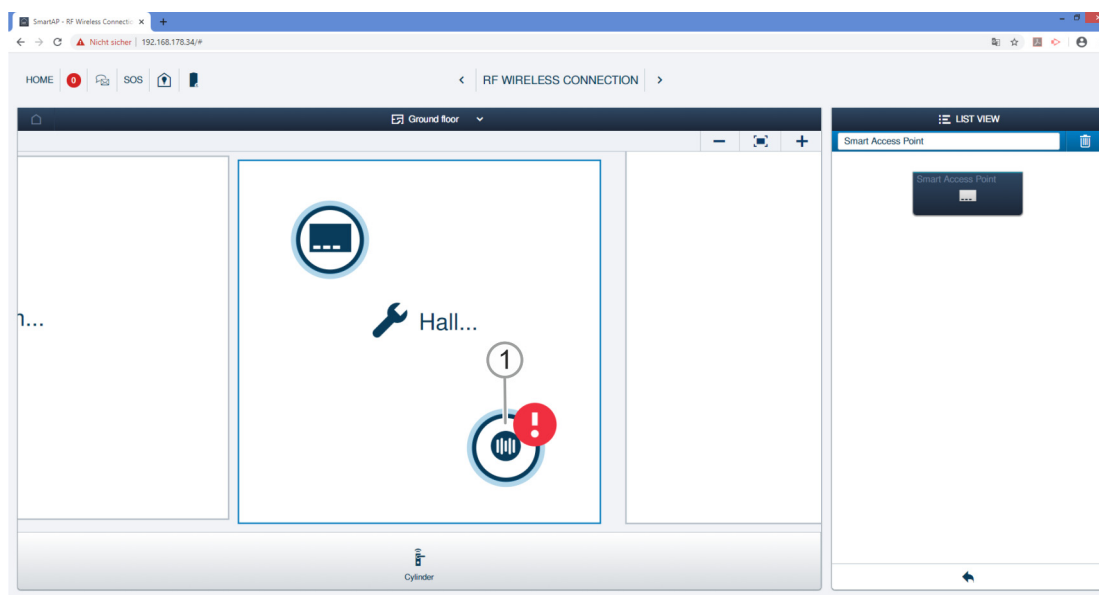 SmartAP - RF Wireless Connectio
Nicht sicher | 192.168.178.34/#
HOME 0 SOS RF WIRELESS CONNECTION
Ground floor
LIST VIEW
Smart Access Point
Smart Access Point
n...
Hall...
1
Cylinder